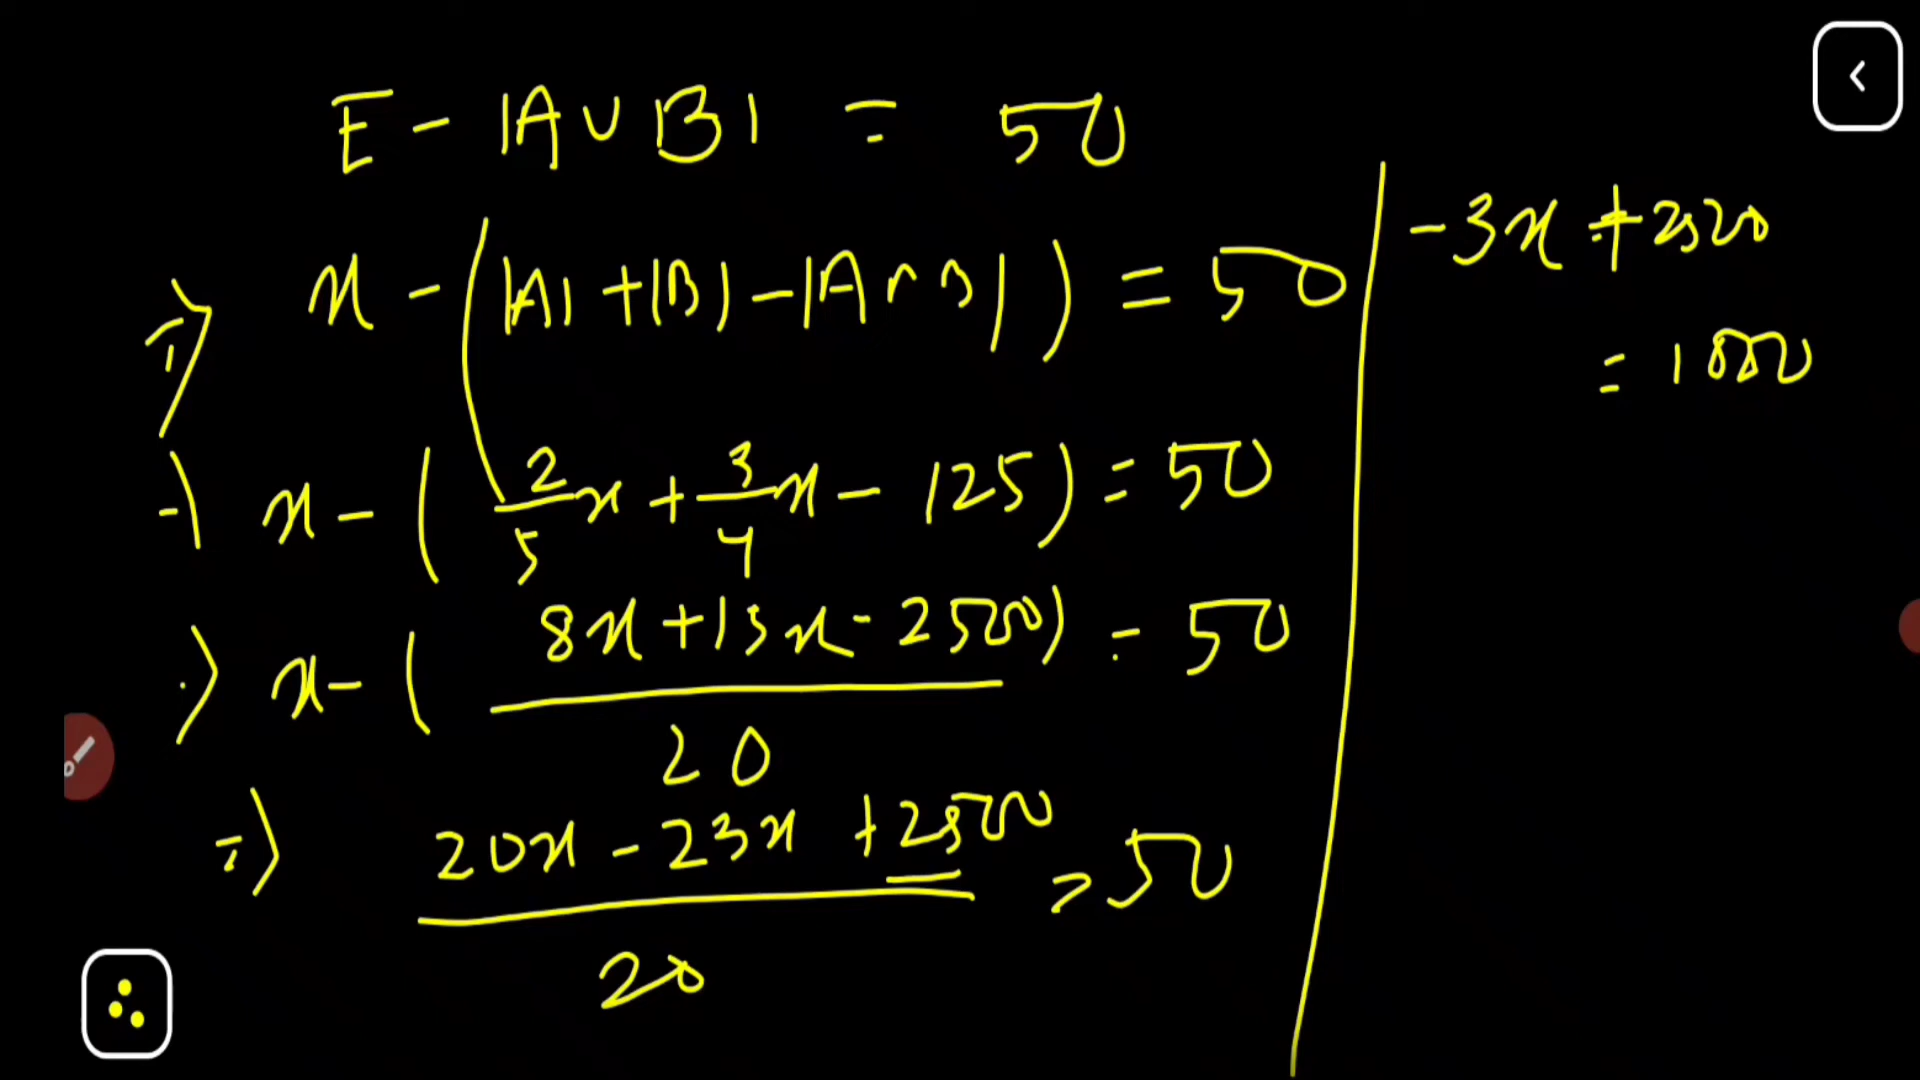 E - |A∪B| = 50
⇒ x - (|A| + |B| - |A∩B|) = 50
⇒ x - (2/5 x + 3/4 x - 125) = 50
⇒ x - (8x + 15x - 2500)/20 = 50
⇒ (20x - 23x + 2500)/20 = 50
-3x + 2500
= 1000